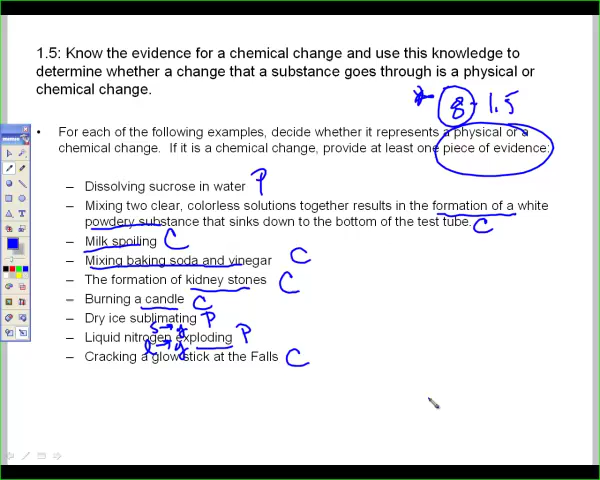 1.5: Know the evidence for a chemical change and use this knowledge to
determine whether a change that a substance goes through is a physical or
chemical change.
* 8 - 1.5
• For each of the following examples, decide whether it represents a physical or a
chemical change. If it is a chemical change, provide at least one piece of evidence:
– Dissolving sucrose in water P
– Mixing two clear, colorless solutions together results in the formation of a white
powdery substance that sinks down to the bottom of the test tube. C
– Milk spoiling C
– Mixing baking soda and vinegar C
– The formation of kidney stones C
– Burning a candle C
– Dry ice sublimating P
s → g
– Liquid nitrogen exploding P
l → g
– Cracking a glow stick at the Falls C